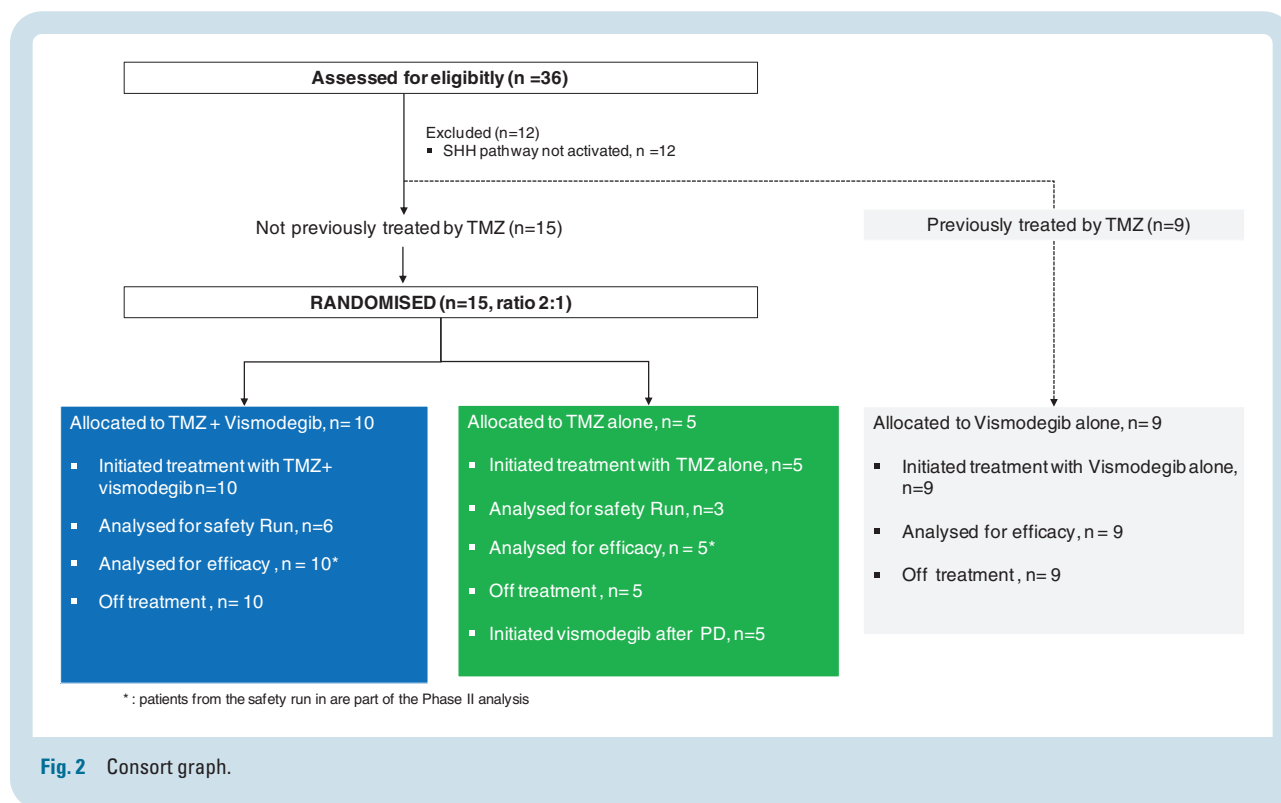 Assessed for eligibitly (n =36)
Excluded (n=12)
▪ SHH pathway not activated, n =12
Not previously treated by TMZ (n=15)
Previously treated by TMZ (n=9)
RANDOMISED (n=15, ratio 2:1)
Allocated to TMZ + Vismodegib, n= 10
▪ Initiated treatment with TMZ+
vismodegib n=10
▪ Analysed for safety Run, n=6
▪ Analysed for efficacy , n = 10*
▪ Off treatment , n= 10
Allocated to TMZ alone, n= 5
▪ Initiated treatment with TMZ alone, n=5
▪ Analysed for safety Run, n=3
▪ Analysed for efficacy, n = 5*
▪ Off treatment , n= 5
▪ Initiated vismodegib after PD, n=5
Allocated to Vismodegib alone, n= 9
▪ Initiated treatment with Vismodegib alone,
n=9
▪ Analysed for efficacy, n = 9
▪ Off treatment , n= 9
* : patients from the safety run in are part of the Phase II analysis
Fig. 2 Consort graph.